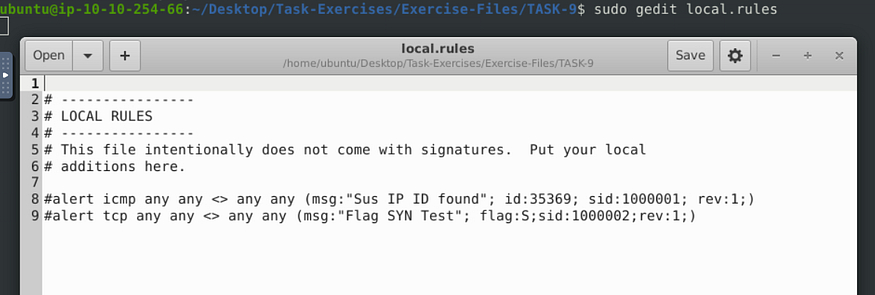 ubuntu@ip-10-10-254-66:~/Desktop/Task-Exercises/Exercise-Files/TASK-9$ sudo gedit local.rules
Open
local.rules
/home/ubuntu/Desktop/Task-Exercises/Exercise-Files/TASK-9
Save
1
2 # ----------------
3 # LOCAL RULES
4 # ----------------
5 # This file intentionally does not come with signatures.  Put your local
6 # additions here.
7
8 #alert icmp any any <> any any (msg:"Sus IP ID found"; id:35369; sid:1000001; rev:1;)
9 #alert tcp any any <> any any (msg:"Flag SYN Test"; flag:S;sid:1000002;rev:1;)